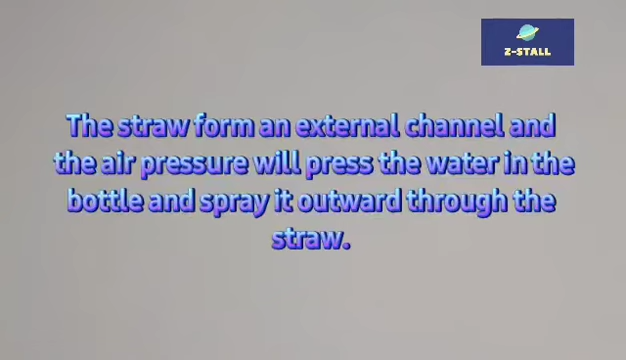 Z-STALL
The straw form an external channel and
the air pressure will press the water in the
bottle and spray it outward through the
straw.